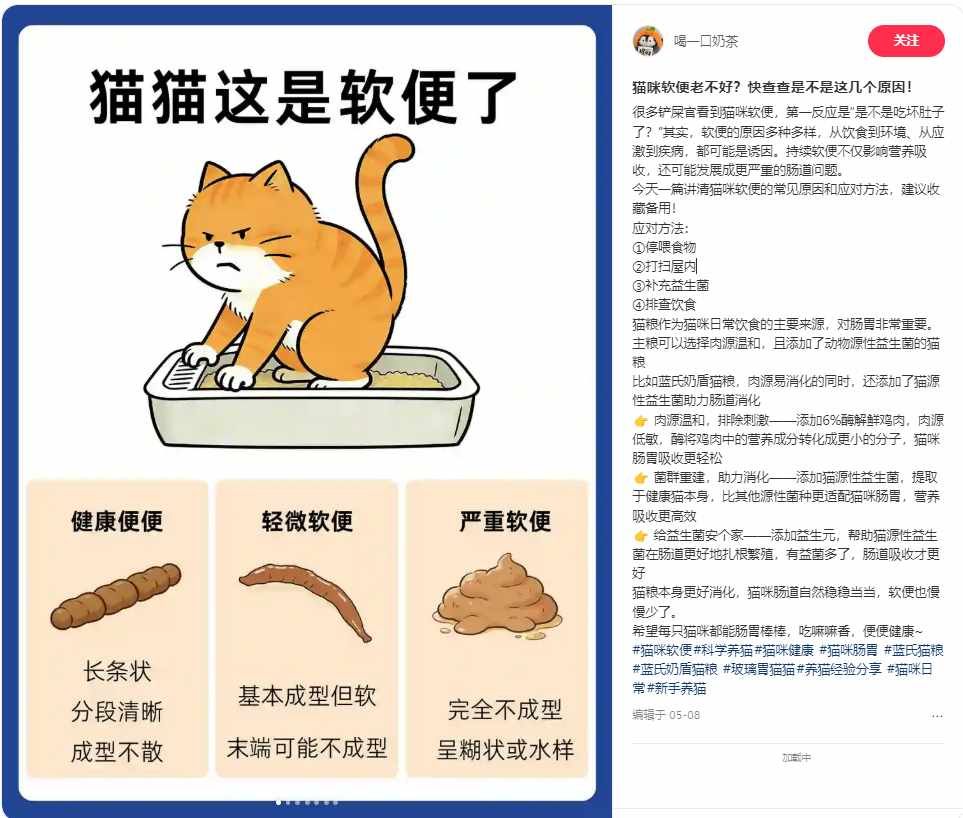 猫猫这是软便了
健康便便
长条状
分段清晰
成型不散
轻微软便
基本成型但软
末端可能不成型
严重软便
完全不成型
呈糊状或水样
喝一口奶茶
关注
猫咪软便老不好？快查查是不是这几个原因！
很多铲屎官看到猫咪软便，第一反应是“是不是吃坏肚子
了？”其实，软便的原因多种多样，从饮食到环境、从应
激到疾病，都可能是诱因。持续软便不仅影响营养吸
收，还可能发展成更严重的肠道问题。
今天一篇讲清猫咪软便的常见原因和应对方法，建议收
藏备用！
应对方法：
①停喂食物
②打扫屋内
③补充益生菌
④排查饮食
猫粮作为猫咪日常饮食的主要来源，对肠胃非常重要。
主粮可以选择肉源温和，且添加了动物源性益生菌的猫
粮
比如蓝氏奶盾猫粮，肉源易消化的同时，还添加了猫源
性益生菌助力肠道消化
👉 肉源温和，排除刺激——添加6%酶解鲜鸡肉，肉源
低敏，酶将鸡肉中的营养成分转化成更小的分子，猫咪
肠胃吸收更轻松
👉 菌群重建，助力消化——添加猫源性益生菌，提取
于健康猫本身，比其他源性菌种更适配猫咪肠胃，营养
吸收更高效
👉 给益生菌安个家——添加益生元，帮助猫源性益生
菌在肠道更好地扎根繁殖，有益菌多了，肠道吸收才更
好
猫粮本身更好消化，猫咪肠道自然稳稳当当，软便也慢
慢少了。
希望每只猫咪都能肠胃棒棒，吃嘛嘛香，便便健康~
#猫咪软便#科学养猫#猫咪健康 #猫咪肠胃 #蓝氏猫粮
#蓝氏奶盾猫粮 #玻璃胃猫猫#养猫经验分享 #猫咪日
常#新手养猫
编辑于 05-08
...
加载中